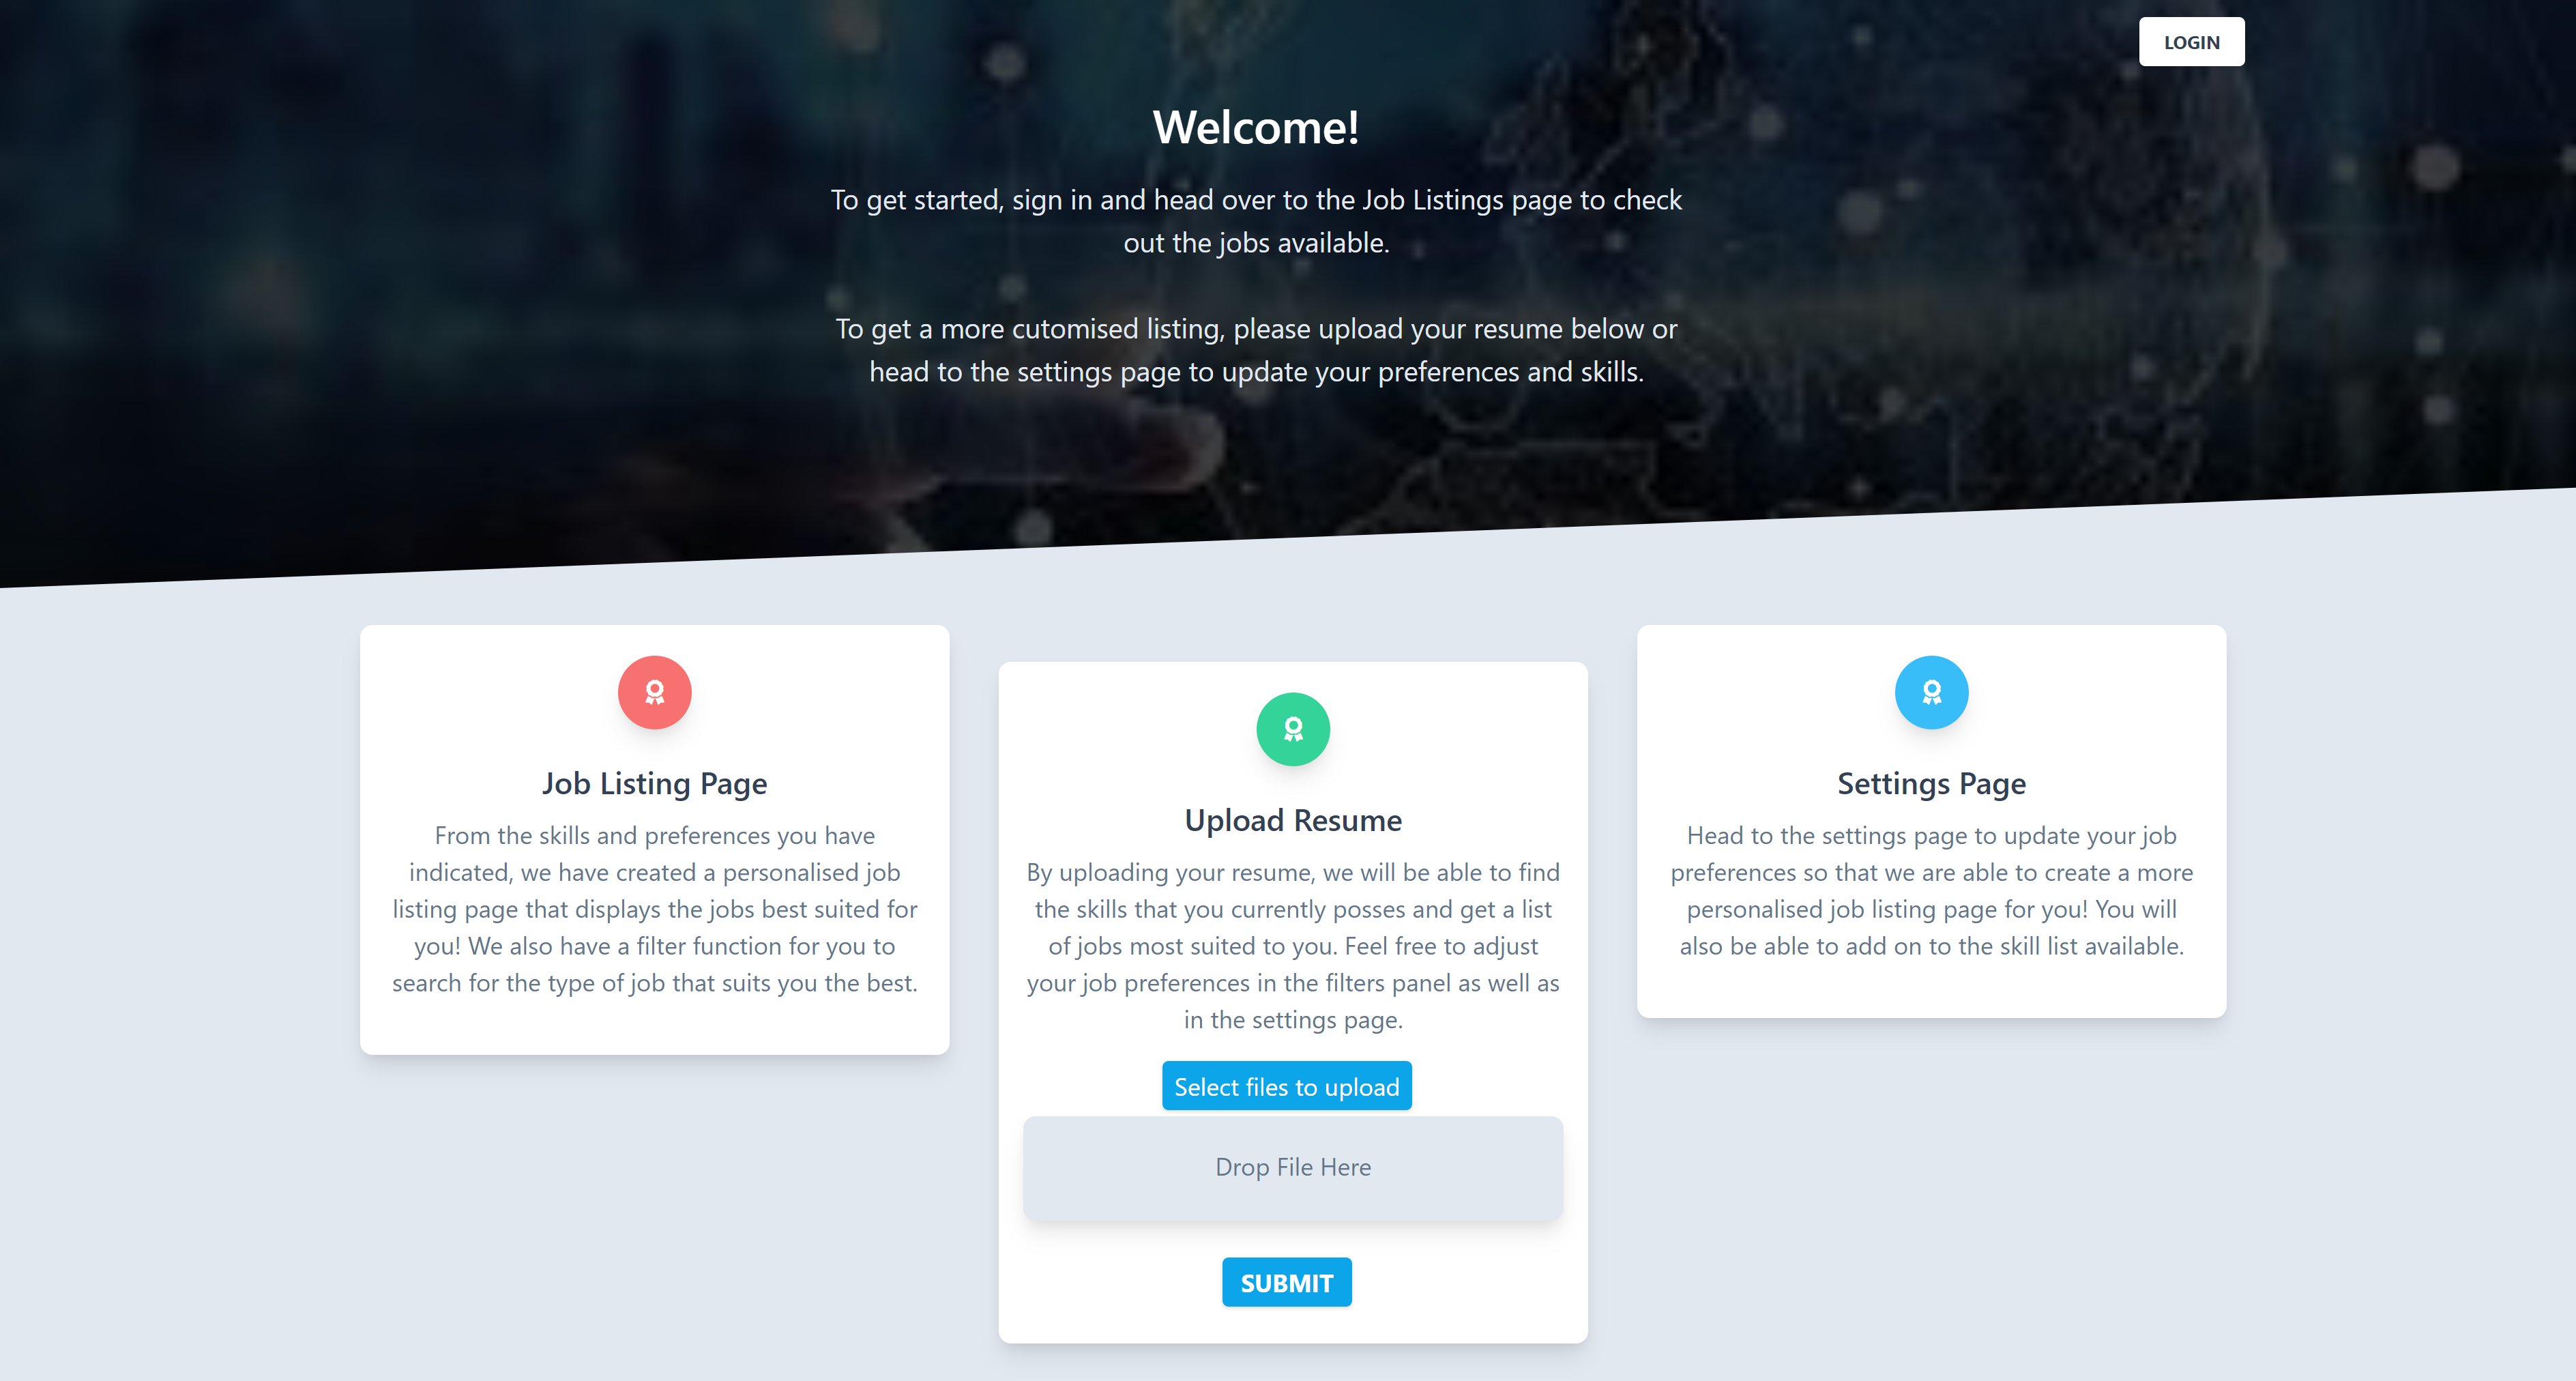 LOGIN
Welcome!
To get started, sign in and head over to the Job Listings page to check
out the jobs available.
To get a more cutomised listing, please upload your resume below or
head to the settings page to update your preferences and skills.
Job Listing Page
From the skills and preferences you have
indicated, we have created a personalised job
listing page that displays the jobs best suited for
you! We also have a filter function for you to
search for the type of job that suits you the best.
Upload Resume
By uploading your resume, we will be able to find
the skills that you currently posses and get a list
of jobs most suited to you. Feel free to adjust
your job preferences in the filters panel as well as
in the settings page.
Select files to upload
Drop File Here
SUBMIT
Settings Page
Head to the settings page to update your job
preferences so that we are able to create a more
personalised job listing page for you! You will
also be able to add on to the skill list available.